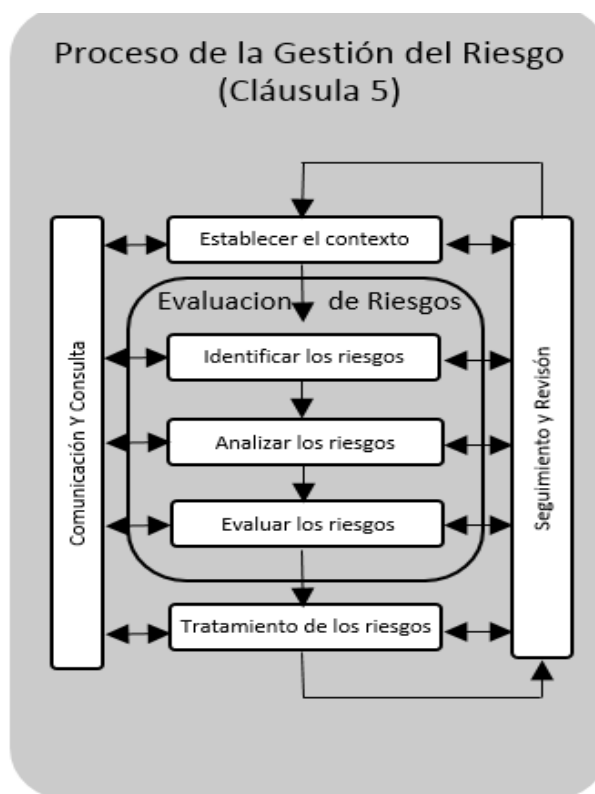 Proceso de la Gestión del Riesgo
(Cláusula 5)
Establecer el contexto
Evaluacion de Riesgos
Identificar los riesgos
Analizar los riesgos
Evaluar los riesgos
Tratamiento de los riesgos
Comunicación Y Consulta
Seguimiento y Revisón